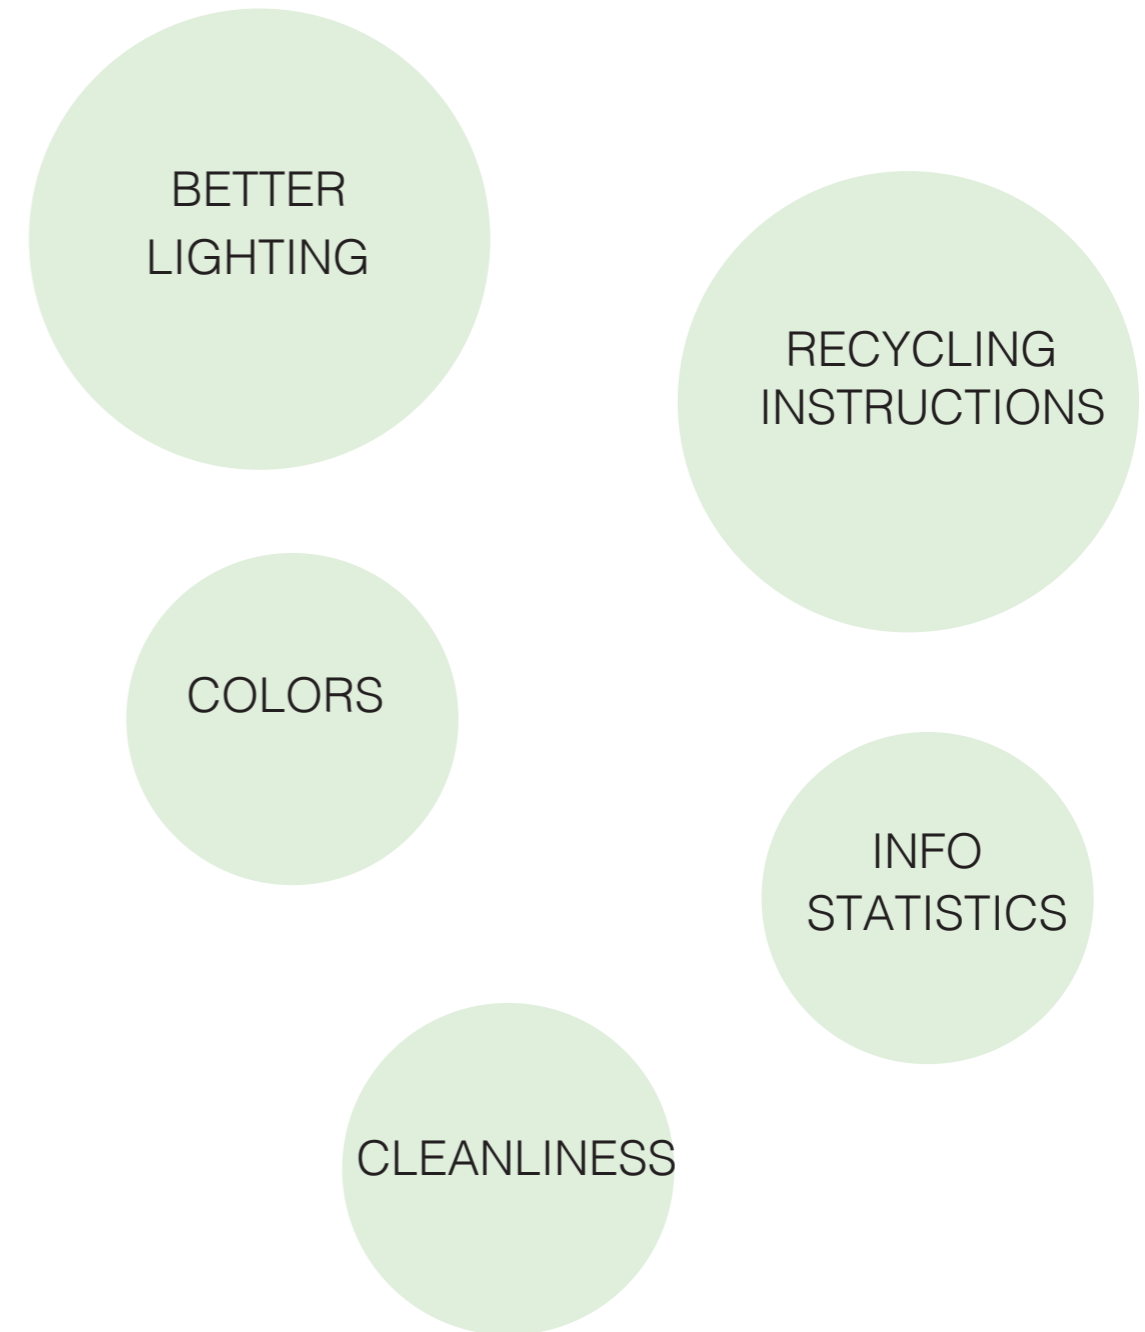 BETTER
LIGHTING
RECYCLING
INSTRUCTIONS
COLORS
INFO
STATISTICS
CLEANLINESS